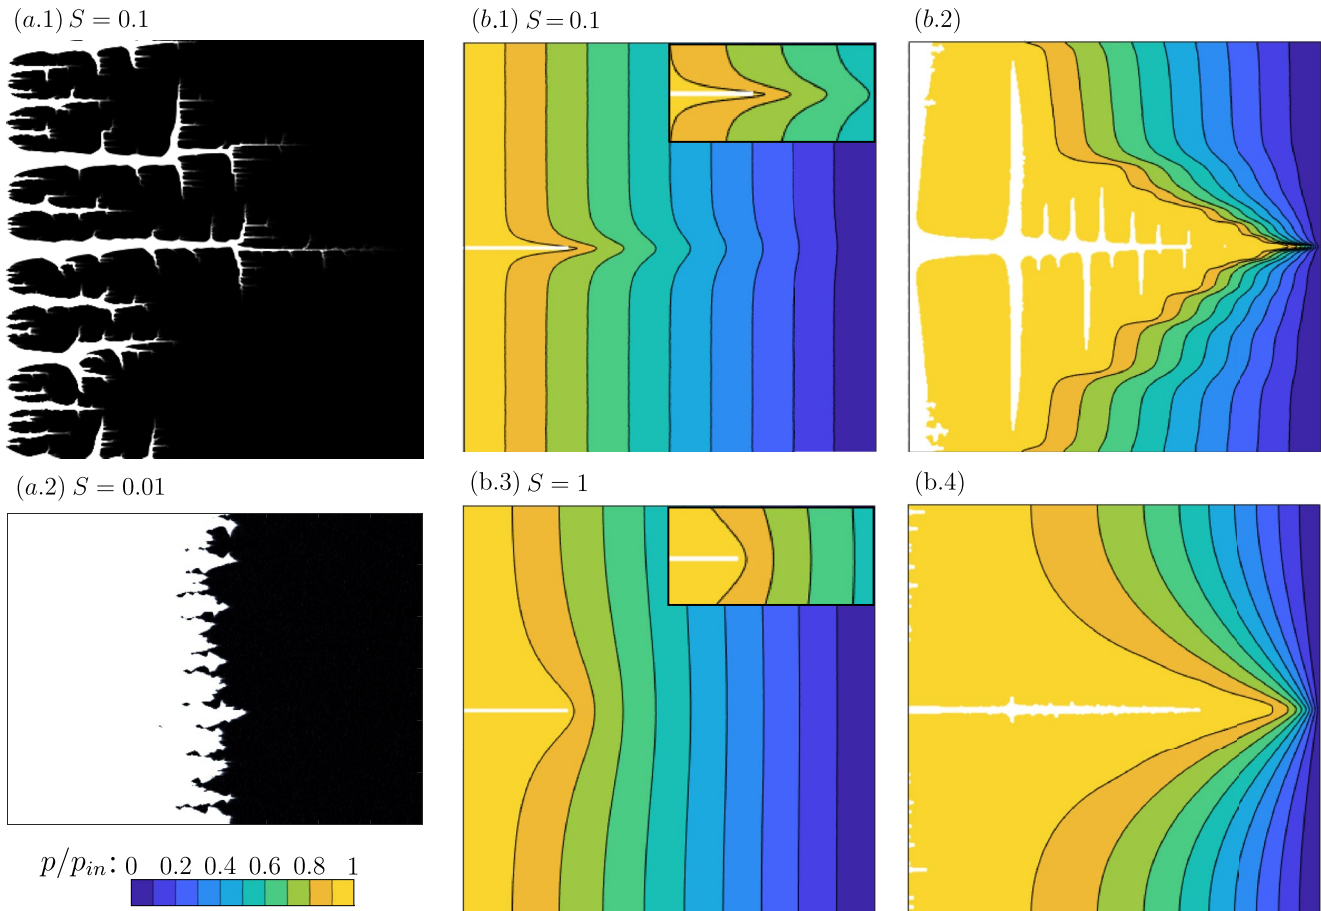 (a.1) S = 0.1
(b.1) S = 0.1
(b.2)
(a.2) S = 0.01
(b.3) S = 1
(b.4)
p/p_in: 0 0.2 0.4 0.6 0.8 1